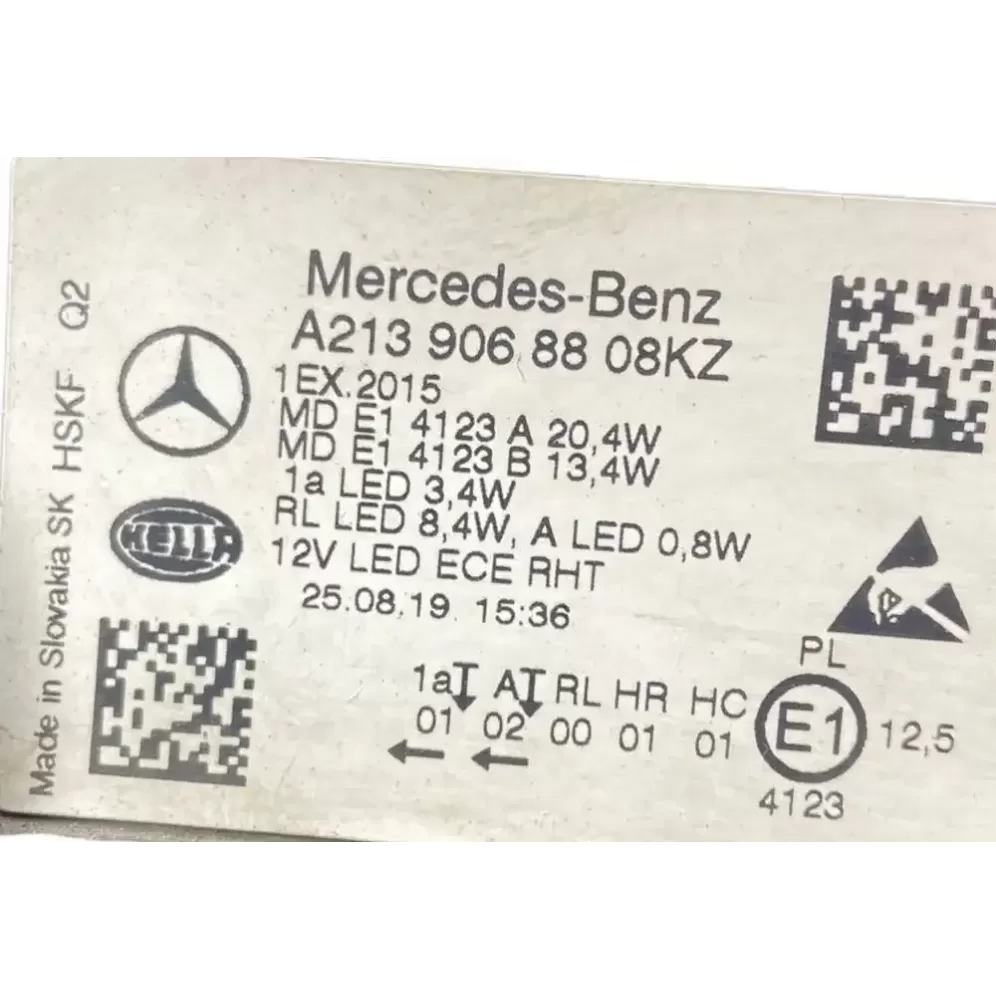 Mercedes-Benz
A213 906 88 08KZ
1EX.2015
MD E1 4123 A 20,4W
MD E1 4123 B 13,4W
1a LED 3,4W
RL LED 8,4W, A LED 0,8W
12V LED ECE RHT
25.08.19 15:36
HELLA
Made in Slovakia SK HSKF Q2
PL
1a A RL HR HC
01 02 00 01 01
E1 12,5
4123